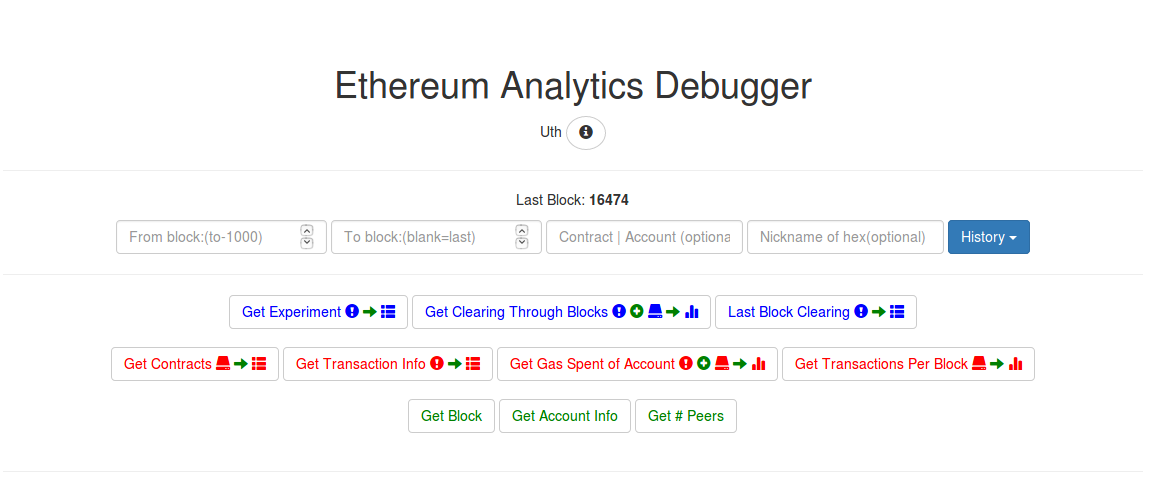 Ethereum Analytics Debugger
Uth
Last Block: 16474
From block:(to-1000) To block:(blank=last) Contract | Account (optiona Nickname of hex(optional) History
Get Experiment Get Clearing Through Blocks Last Block Clearing
Get Contracts Get Transaction Info Get Gas Spent of Account Get Transactions Per Block
Get Block Get Account Info Get # Peers